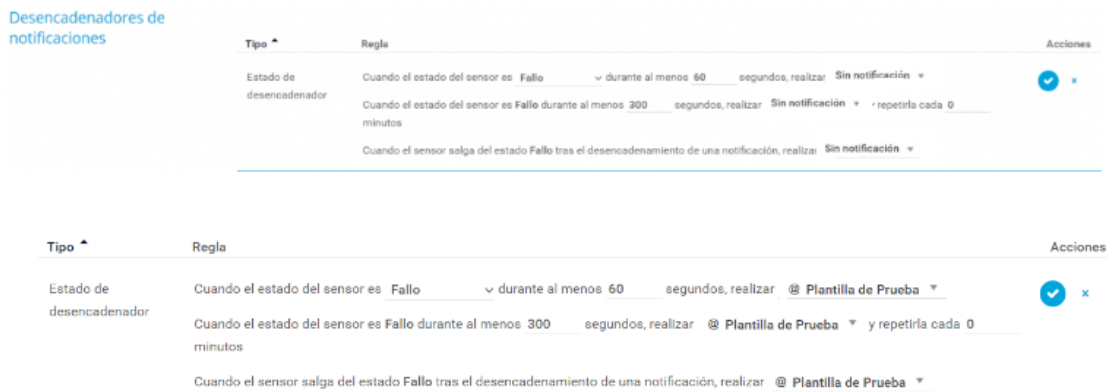 Desencadenadores de
notificaciones
Tipo Regla Acciones
Estado de
desencadenador
Cuando el estado del sensor es Fallo durante al menos 60 segundos, realizar Sin notificación
Cuando el estado del sensor es Fallo durante al menos 300 segundos, realizar Sin notificación y repetirla cada 0
minutos
Cuando el sensor salga del estado Fallo tras el desencadenamiento de una notificación, realizar Sin notificación
Tipo Regla Acciones
Estado de
desencadenador
Cuando el estado del sensor es Fallo durante al menos 60 segundos, realizar @ Plantilla de Prueba
Cuando el estado del sensor es Fallo durante al menos 300 segundos, realizar @ Plantilla de Prueba y repetirla cada 0
minutos
Cuando el sensor salga del estado Fallo tras el desencadenamiento de una notificación, realizar @ Plantilla de Prueba